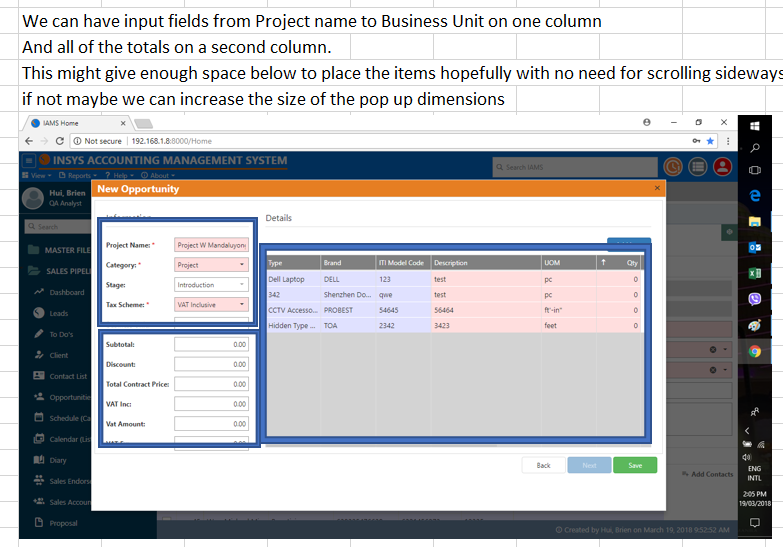 We can have input fields from Project name to Business Unit on one column
And all of the totals on a second column.
This might give enough space below to place the items hopefully with no need for scrolling sideways
if not maybe we can increase the size of the pop up dimensions
IAMS Home
Not secure | 192.168.1.8:8000/Home
INSYS ACCOUNTING MANAGEMENT SYSTEM
Search IAMS
View Reports ? Help About
Hui, Brien
QA Analyst
Search
MASTER FILE
SALES PIPELI
Dashboard
Leads
To Do's
Client
Contact List
Opportunitie
Schedule (Ca
Calendar (List
Diary
Sales Endorse
Sales Accoun
Proposal
New Opportunity
Information
Details
Project Name: * Project W Mandaluyon
Category: * Project
Stage: Introduction
Tax Scheme: * VAT Inclusive
Subtotal: 0.00
Discount: 0.00
Total Contract Price: 0.00
VAT Inc: 0.00
Vat Amount: 0.00
Type Brand ITI Model Code Description UOM ↑ Qty
Dell Laptop DELL 123 test pc 0
342 Shenzhen Do... qwe test pc 0
CCTV Accesso... PROBEST 54645 56464 ft'-in" 0
Hidden Type ... TOA 2342 3423 feet 0
Back Next Save
Add Contacts
Created by Hui, Brien on March 19, 2018 9:52:52 AM
ENG
INTL
2:05 PM
19/03/2018